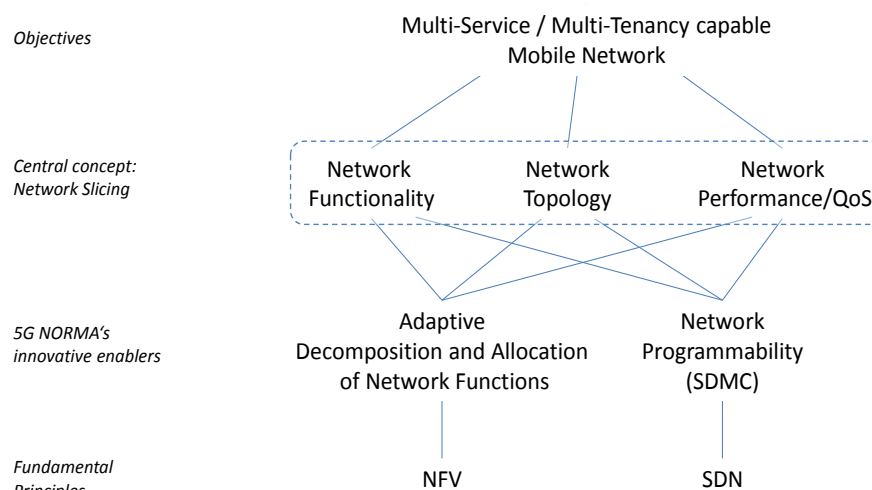 Objectives
Multi-Service / Multi-Tenancy capable
Mobile Network
Central concept:
Network Slicing
Network
Functionality
Network
Topology
Network
Performance/QoS
5G NORMA‘s
innovative enablers
Adaptive
Decomposition and Allocation
of Network Functions
Network
Programmability
(SDMC)
Fundamental
Principles
NFV
SDN